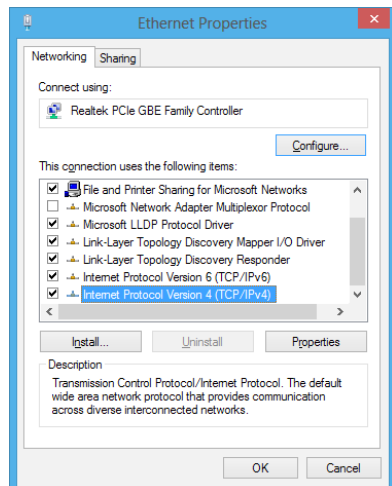 Ethernet Properties
Networking
Sharing
Connect using:
Realtek PCIe GBE Family Controller
Configure...
This connection uses the following items:
File and Printer Sharing for Microsoft Networks
Microsoft Network Adapter Multiplexor Protocol
Microsoft LLDP Protocol Driver
Link-Layer Topology Discovery Mapper I/O Driver
Link-Layer Topology Discovery Responder
Internet Protocol Version 6 (TCP/IPv6)
Internet Protocol Version 4 (TCP/IPv4)
Install...
Uninstall
Properties
Description
Transmission Control Protocol/Internet Protocol. The default
wide area network protocol that provides communication
across diverse interconnected networks.
OK
Cancel